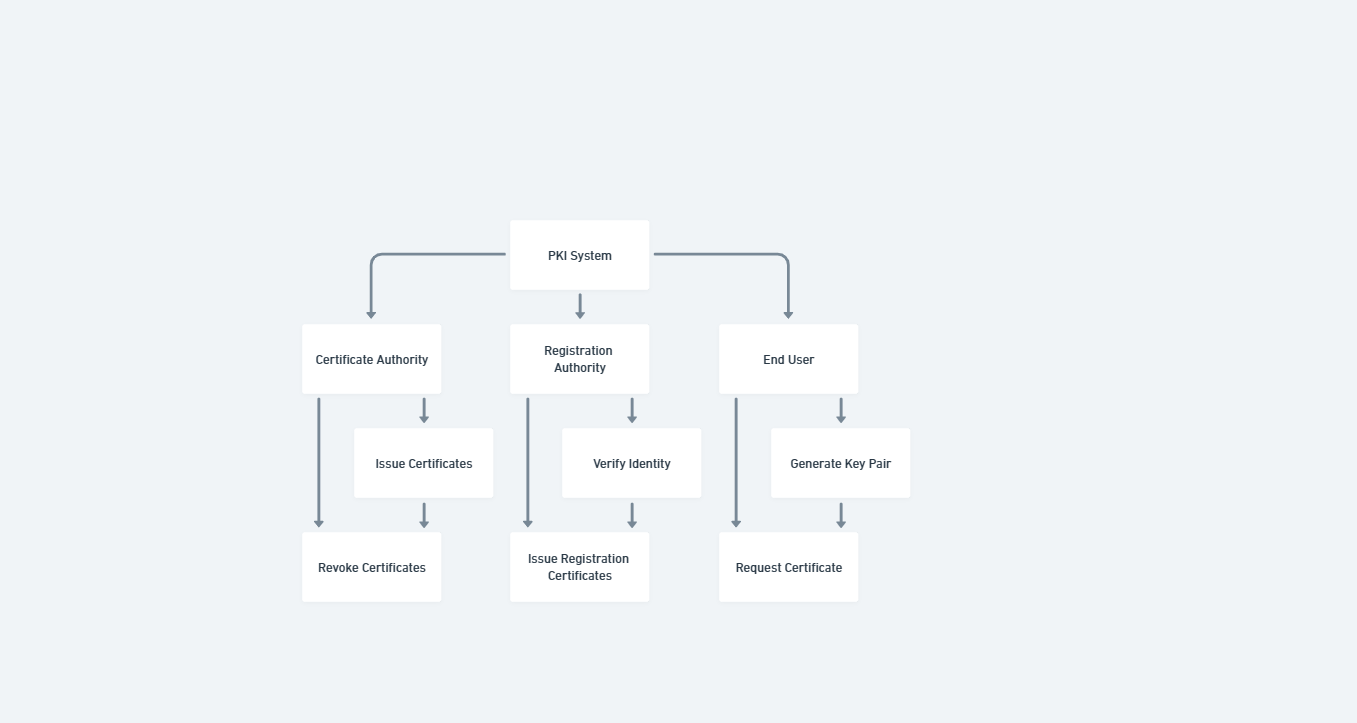 PKI System
Certificate Authority
Registration
Authority
End User
Issue Certificates
Verify Identity
Generate Key Pair
Revoke Certificates
Issue Registration
Certificates
Request Certificate